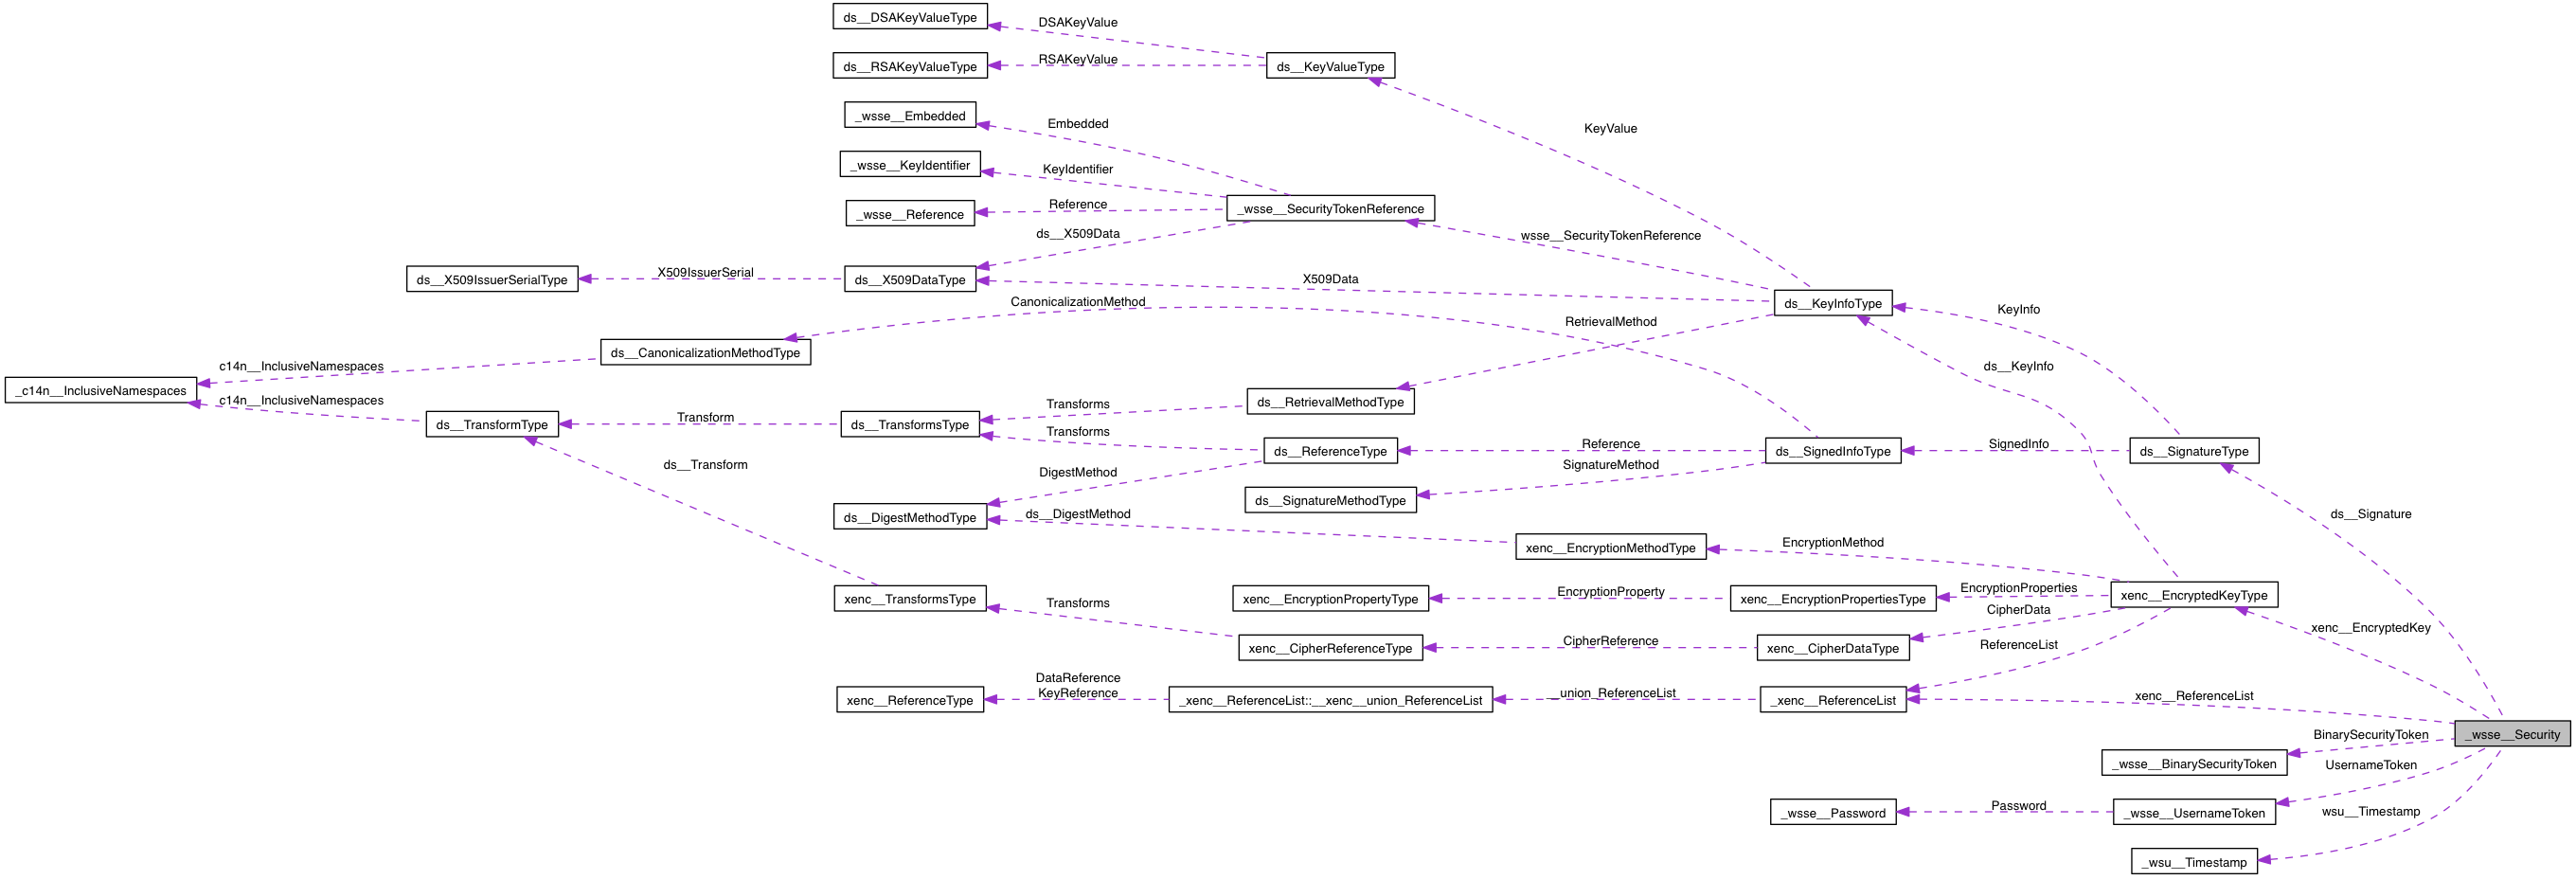 ds__DSAKeyValueType
DSAKeyValue
ds__RSAKeyValueType
RSAKeyValue
ds__KeyValueType
_wsse__Embedded
Embedded
KeyValue
_wsse__KeyIdentifier
KeyIdentifier
_wsse__Reference
Reference
_wsse__SecurityTokenReference
ds__X509Data
wsse__SecurityTokenReference
ds__X509IssuerSerialType
X509IssuerSerial
ds__X509DataType
X509Data
CanonicalizationMethod
ds__KeyInfoType
KeyInfo
RetrievalMethod
ds__CanonicalizationMethodType
c14n__InclusiveNamespaces
ds__KeyInfo
_c14n__InclusiveNamespaces
c14n__InclusiveNamespaces
ds__RetrievalMethodType
Transforms
ds__TransformType
Transform
ds__TransformsType
Transforms
ds__ReferenceType
Reference
ds__SignedInfoType
SignedInfo
ds__SignatureType
ds__Transform
DigestMethod
SignatureMethod
ds__SignatureMethodType
ds__DigestMethodType
ds__DigestMethod
ds__Signature
xenc__EncryptionMethodType
EncryptionMethod
xenc__TransformsType
Transforms
xenc__EncryptionPropertyType
EncryptionProperty
xenc__EncryptionPropertiesType
EncryptionProperties
xenc__EncryptedKeyType
CipherData
xenc__EncryptedKey
xenc__CipherReferenceType
CipherReference
xenc__CipherDataType
ReferenceList
DataReference
KeyReference
xenc__ReferenceType
_xenc__ReferenceList::__xenc__union_ReferenceList
__union_ReferenceList
_xenc__ReferenceList
xenc__ReferenceList
_wsse__Security
BinarySecurityToken
_wsse__BinarySecurityToken
UsernameToken
_wsse__Password
Password
_wsse__UsernameToken
wsu__Timestamp
_wsu__Timestamp